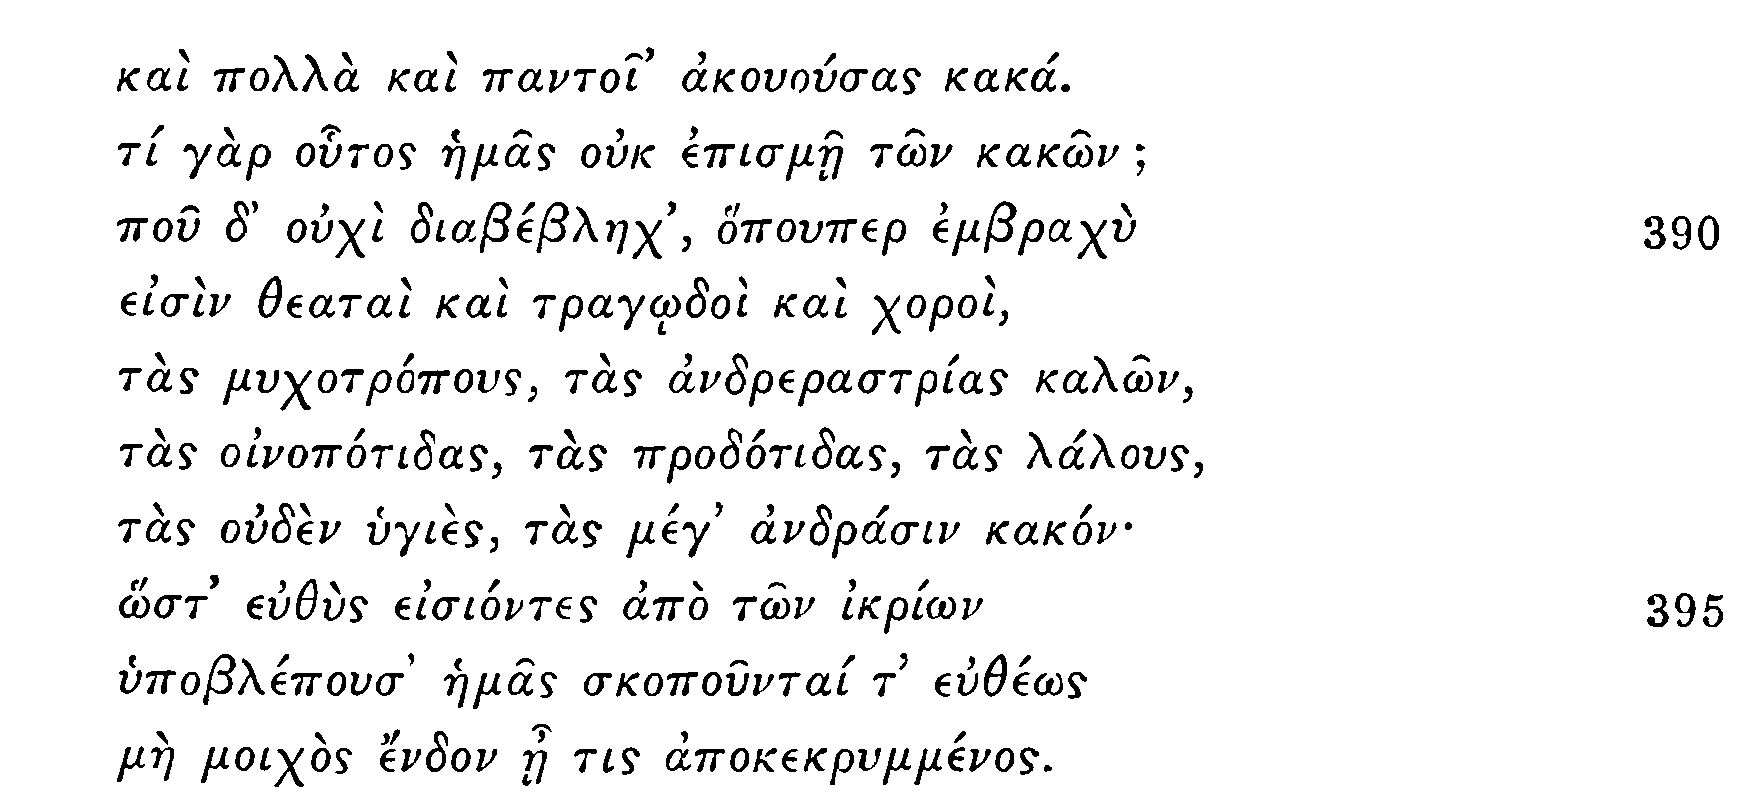 καὶ πολλὰ καὶ παντοῖ’ ἀκουούσας κακά.
τί γὰρ οὗτος ἡμᾶς οὐκ ἐπισμῇ τῶν κακῶν ;
ποῦ δ’ οὐχὶ διαβέβληχ’, ὅπουπερ ἐμβραχὺ 390
εἰσὶν θεαταὶ καὶ τραγῳδοὶ καὶ χοροὶ,
τὰς μυχοτρόπους, τὰς ἀνδρεραστρίας καλῶν,
τὰς οἰνοπότιδας, τὰς προδότιδας, τὰς λάλους,
τὰς οὐδὲν ὑγιὲς, τὰς μέγ’ ἀνδράσιν κακόν·
ὥστ’ εὐθὺς εἰσιόντες ἀπὸ τῶν ἰκρίων 395
ὑποβλέπουσ’ ἡμᾶς σκοποῦνταί τ’ εὐθέως
μὴ μοιχὸς ἔνδον ᾖ τις ἀποκεκρυμμένος.